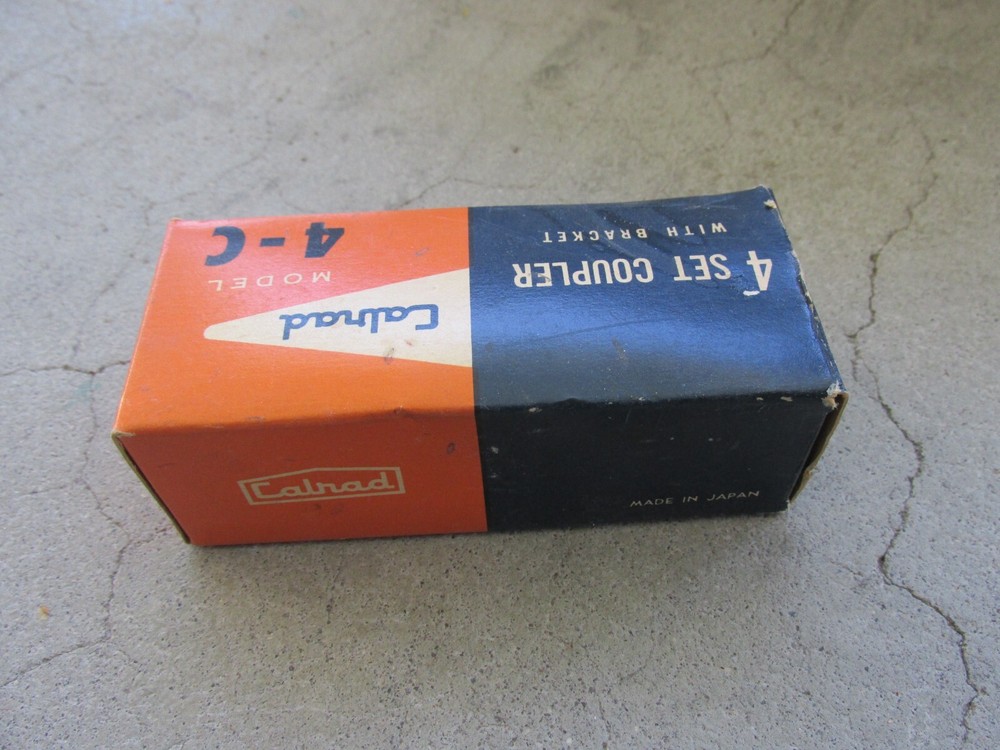 4 SET COUPLER
WITH BRACKET
Calrad
MODEL
4-C
Calrad
MADE IN JAPAN